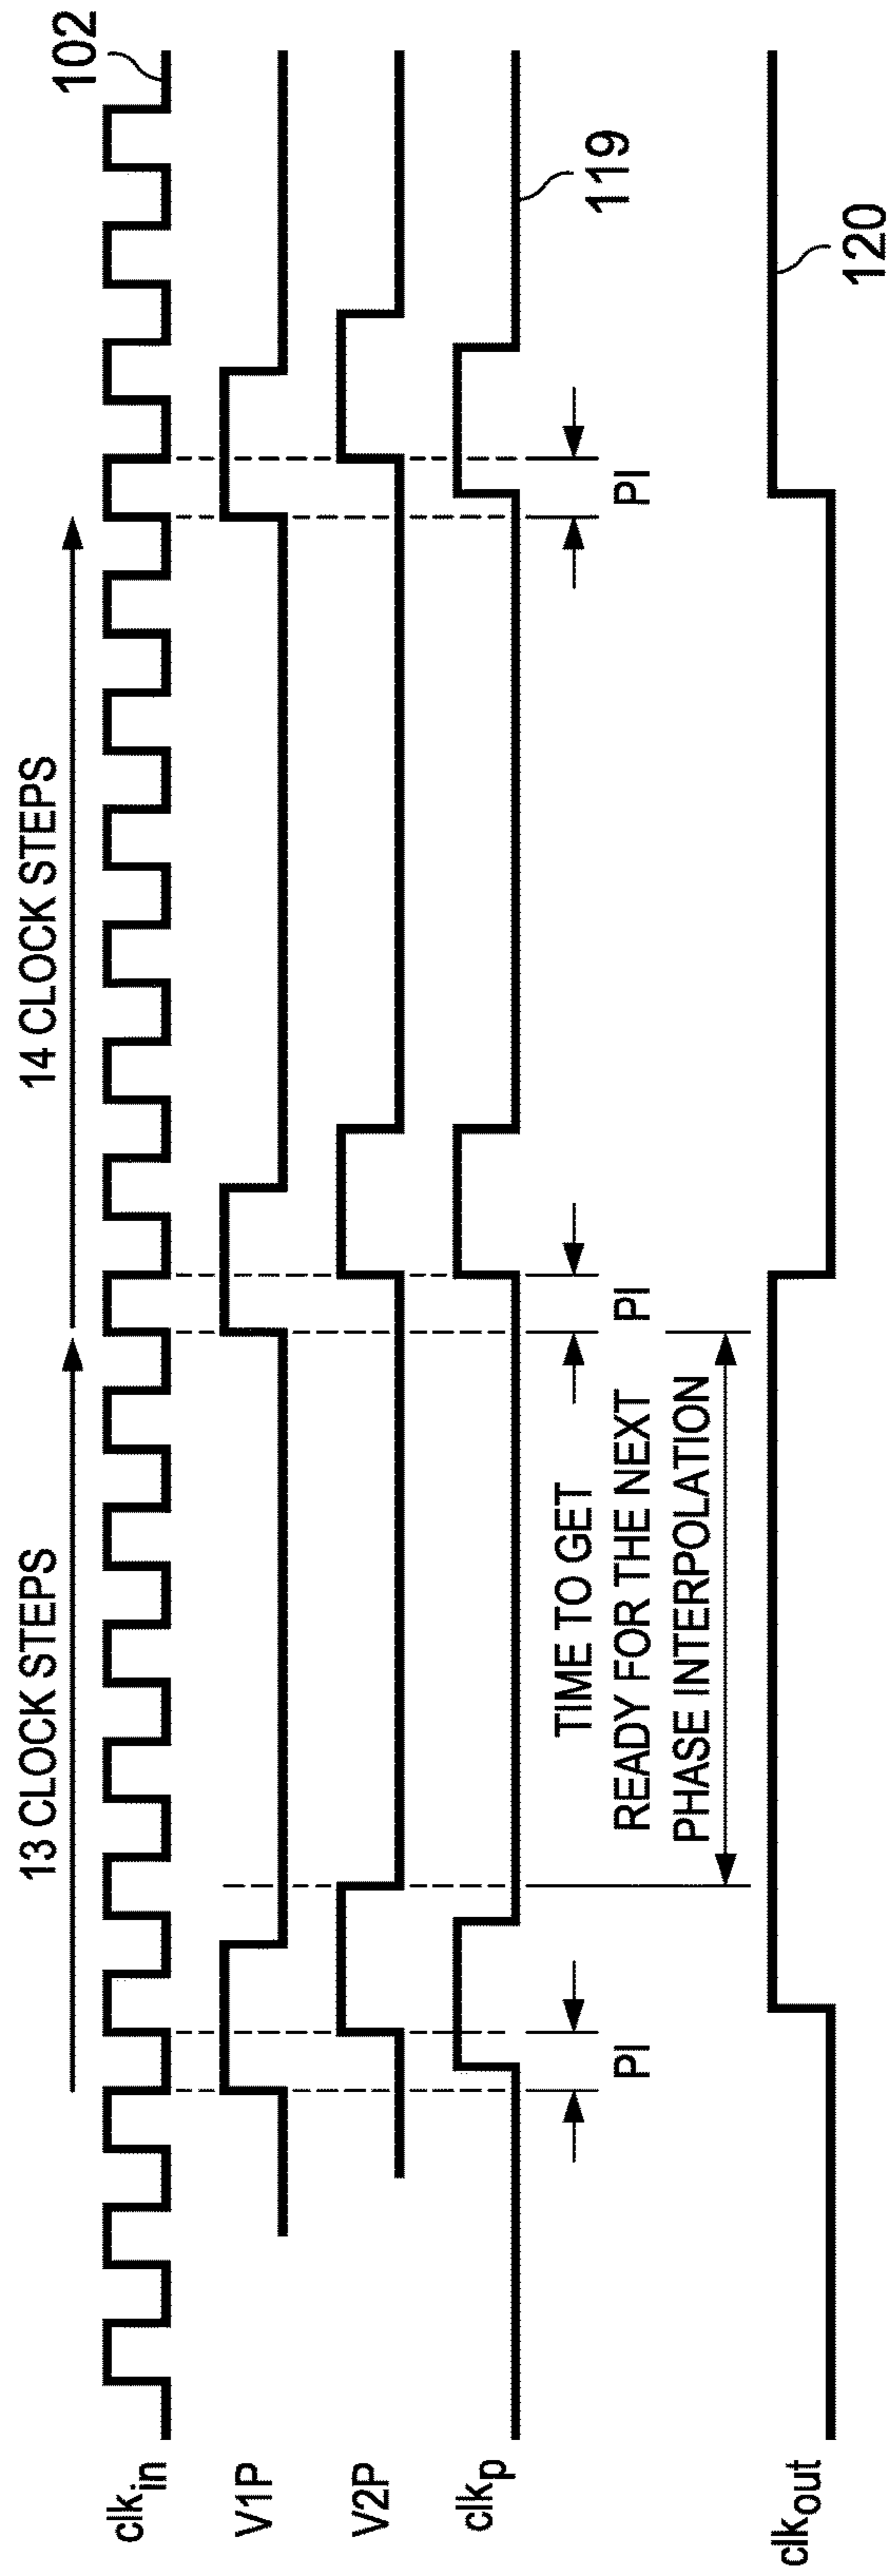 13 CLOCK STEPS
14 CLOCK STEPS
clkin
102
V1P
V2P
clkp
119
PI
PI
PI
TIME TO GET
READY FOR THE NEXT
PHASE INTERPOLATION
clkout
120